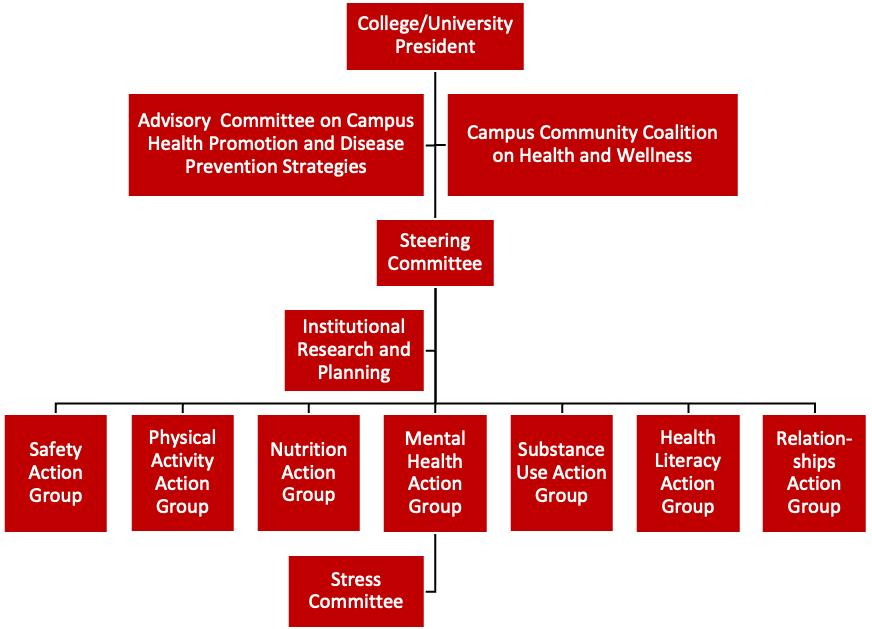 College/University
President
Advisory  Committee on Campus
Health Promotion and Disease
Prevention Strategies
Campus Community Coalition
on Health and Wellness
Steering
Committee
Institutional
Research and
Planning
Safety
Action
Group
Physical
Activity
Action
Group
Nutrition
Action
Group
Mental
Health
Action
Group
Substance
Use Action
Group
Health
Literacy
Action
Group
Relation-
ships
Action
Group
Stress
Committee